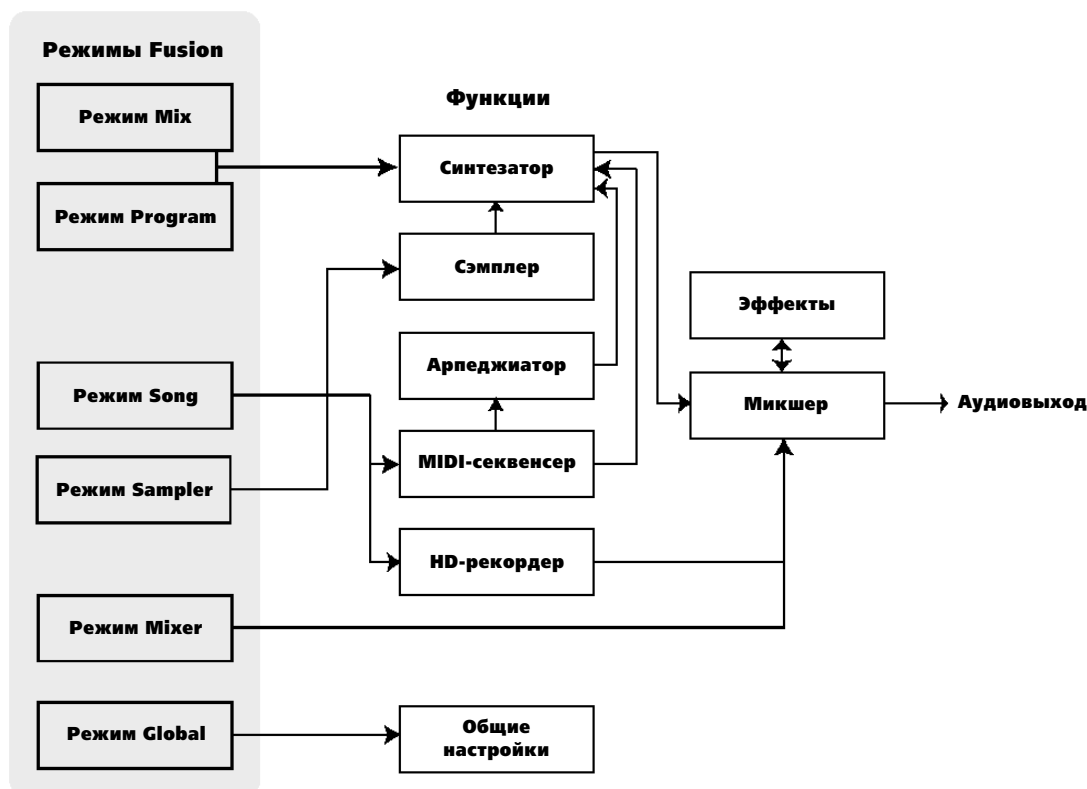 Режимы Fusion
Режим Mix
Режим Program
Режим Song
Режим Sampler
Режим Mixer
Режим Global
Функции
Синтезатор
Сэмплер
Арпеджиатор
MIDI-секвенсер
HD-рекордер
Общие
настройки
Эффекты
Микшер
Аудиовыход